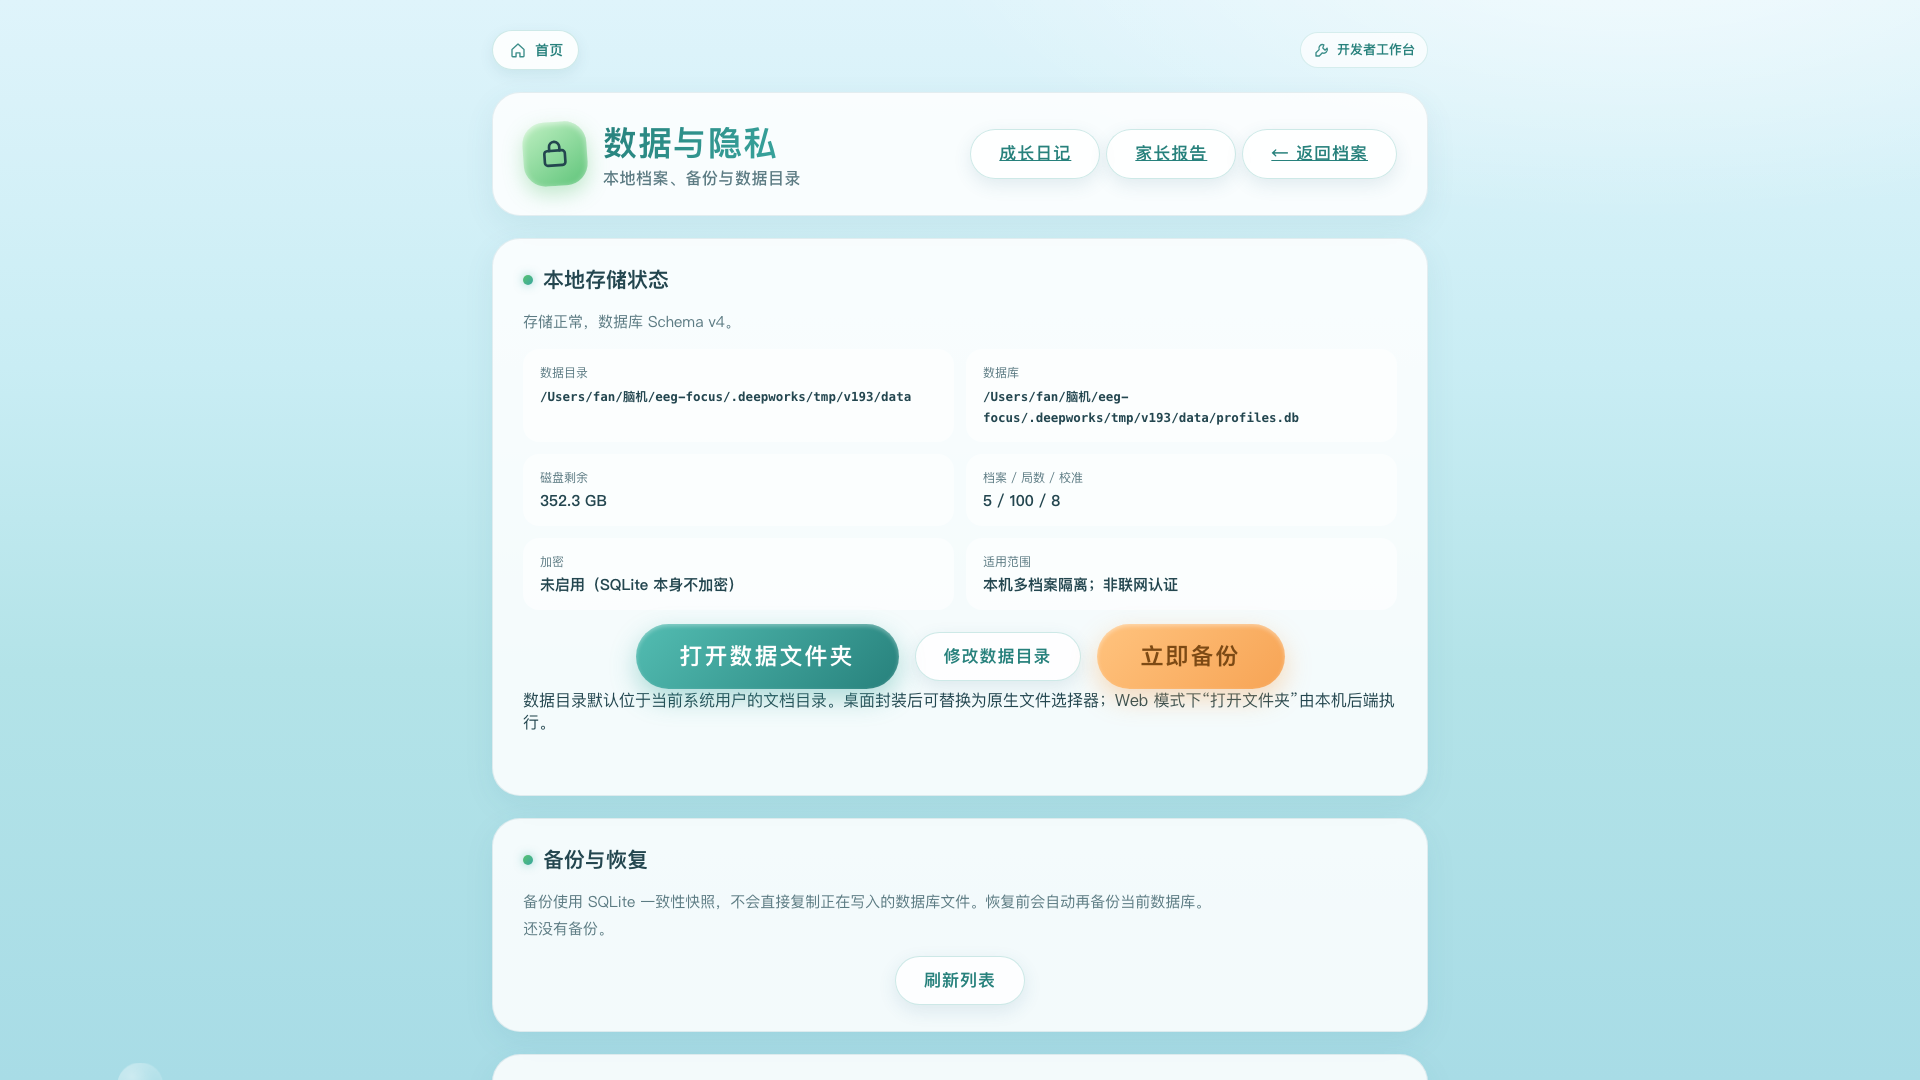 首页
开发者工作台
数据与隐私
本地档案、备份与数据目录
成长日记
家长报告
← 返回档案
本地存储状态
存储正常，数据库 Schema v4。
数据目录
/Users/fan/脑机/eeg-focus/.deepworks/tmp/v193/data
数据库
/Users/fan/脑机/eeg-
focus/.deepworks/tmp/v193/data/profiles.db
磁盘剩余
352.3 GB
档案 / 局数 / 校准
5 / 100 / 8
加密
未启用（SQLite 本身不加密）
适用范围
本机多档案隔离；非联网认证
打开数据文件夹
修改数据目录
立即备份
数据目录默认位于当前系统用户的文档目录。桌面封装后可替换为原生文件选择器；Web 模式下“打开文件夹”由本机后端执
行。
备份与恢复
备份使用 SQLite 一致性快照，不会直接复制正在写入的数据库文件。恢复前会自动再备份当前数据库。
还没有备份。
刷新列表